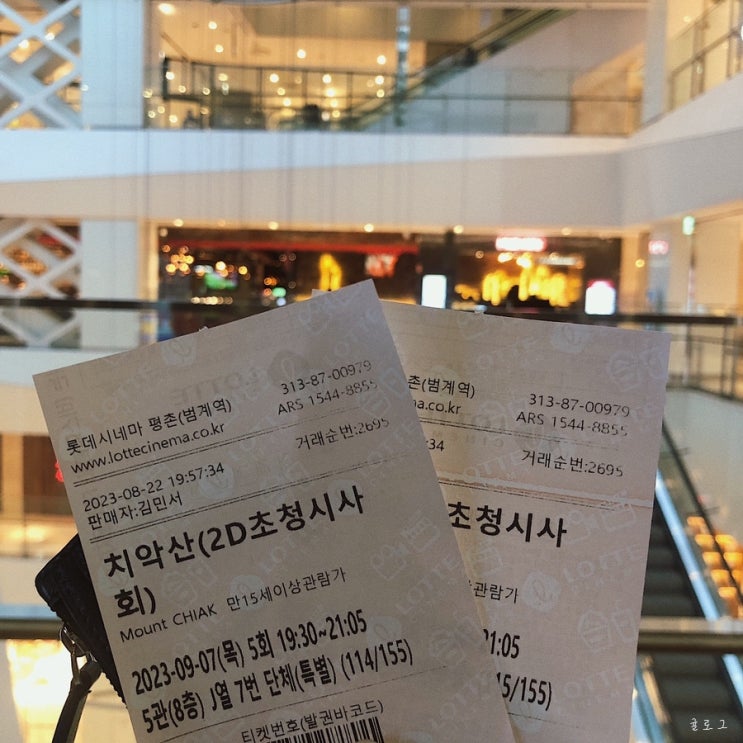 롯데시네마 평촌(범계역)
313-87-00979
www.lottecinema.co.kr
ARS 1544-8855
거래순번:2695
2023-08-22 19:57:34
판매자:김민서
치악산(2D초청시사
회)
Mount CHIAK 만15세이상관람가
2023-09-07(목) 5회 19:30~21:05
5관(8층) J열 7번 단체(특별) (114/155)
티켓번호(발권바코드)
촌(범계역)
313-87-00979
na.co.kr
ARS 1544-8855
거래순번:2695
:34
초청시사
관람가
21:05
5/155)
글로그